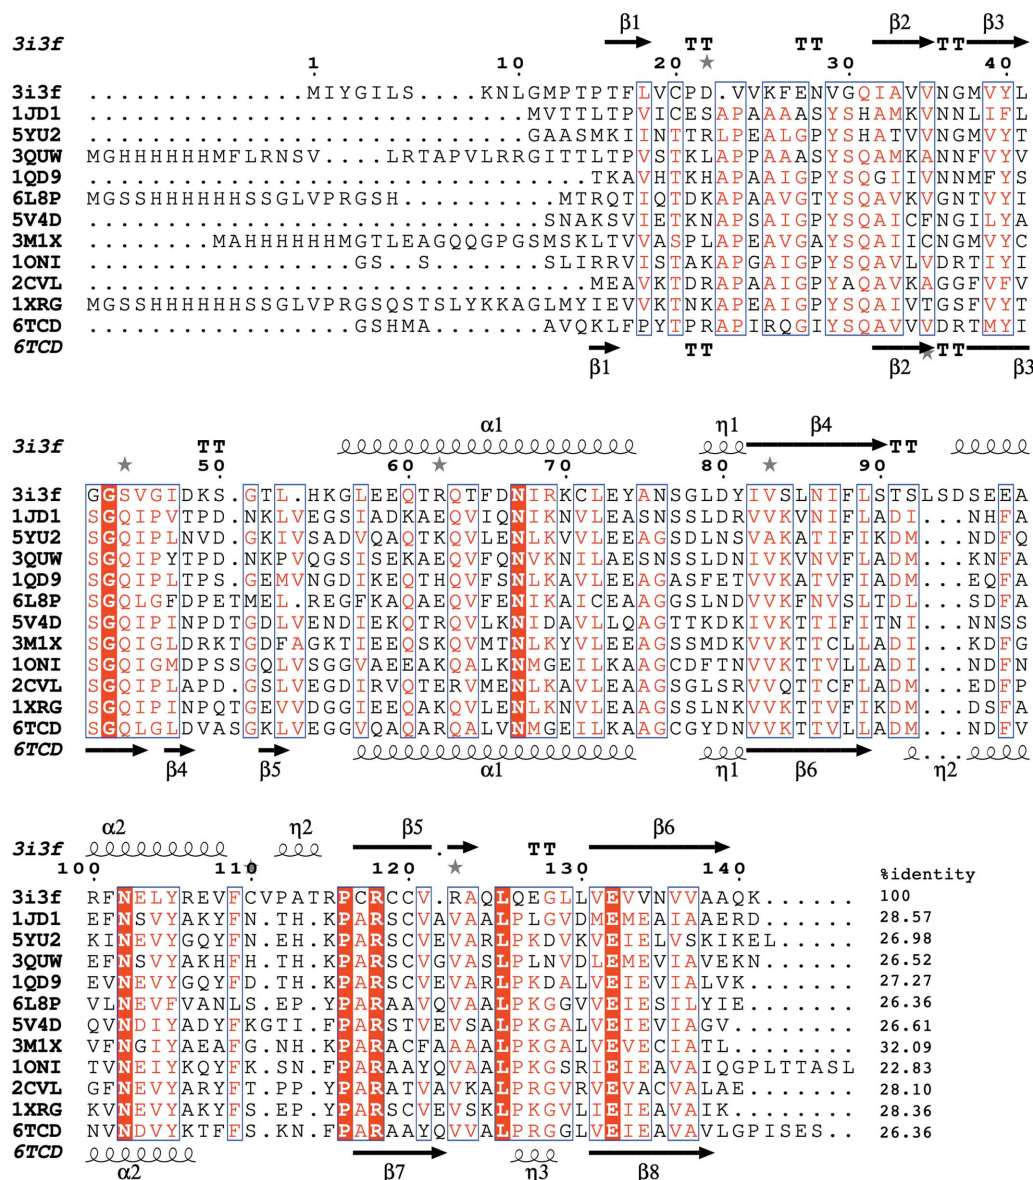 3i3f β1 TT TT β2 TT β3
1 10 20 30 40
3i3f ..............MIYGILS....KNLGMPTPTFLVCPD.VVKFENVGQIAVVNGMVYL
1JD1 ............................MVTTLTPVICESAPAAAASYSHAMKVNNLIFL
5YU2 ............................GAASMKIINTTRLPEALGPYSHAIKVNNMVFT
3QUW MGHHHHHHMFLRNSV....LRTAPVLRRGITTLTPVSTKLAPPAAASYSQAMKANNFVYV
1QD9 ................................TKAVHTKHAPAAIGPYSQGIIVNNMFYS
6L8P MGSSHHHHHHSSGLVPRGSH..........MTRQTIQTDKAPAAIGTYSQAVKVGNTVYI
5V4D .............................SNAKSVIETKNAPSAIGPYSQAICFNGILYA
3M1X ........MAHHHHHHMGTLEAGQQGPGSMSKLTVVASPLAPEAVGAYSQAIICNGMVYC
1ONI .................GS..S.......SLIRRVISTAKAPGAIGPYSQAVLVDRTIYI
2CVL ................................MEAVKTDRAPAAIGPYAQAVKAGGFVFV
1XRG MGSSHHHHHHSSGLVPRGSQSTSLYKKAGLMYIEVVKTNKAPEAIGPYSQAIVTGSFVYT
6TCD .................GSHMA.......AVQKLFPYTPRAPIRQGIYSQAVVVDRTMYI
6TCD TT TT
β1 β2 β3
3i3f TT α1 η1 β4 TT
50 60 70 80 90
3i3f GGSVGIDKS.GTL.HKGLEEQTRQTFDNIRKCLEYANSGLDYIVSLNIFLSTSLSDSEEA
1JD1 SGQIPVTPD.NKLVEGSIADKAEQVIQNIKNVLEASNSSLDRVVKVNIFLADI...NHFA
5YU2 SGQIPLNVD.GKIVSADVQAQTKQVLENLKVVLEEAGSDLNSVAKATIFIKDM...NDFQ
3QUW SGQIPYTPDNKPVQGSISEKAEQVFQNVKNILAESNSSLDNIVKVNVFLADM...KNFA
1QD9 SGQIPLTPS.GEMVNGDIKEQTHQVFSNLKAVLEEAGASFETVVKATVFIADM...EQFA
6L8P SGQLGFDPETMEL.REGFKAQAEQVFENIKAICEAAGGSLNDVVKFNVSLTDL...SDFA
5V4D SGQIPINPDTGDLVENDIEKQTRQVLKNIDAVLLQAGTTKDKIVKTTIFITNI...NNSS
3M1X SGQIGLDRKTGDFAGKTIEEQSKQVMTNLKYVLEEAGSSMDKVVKTTCLLADI...KDFG
1ONI SGQIGMDPSSGQLVSGGVAEEAKQALKNMGEILKAAGCDFTNVVKTTVLLADI...NDFN
2CVL SGQIPLAPD.GSLVEGDIRVQTERVMENLKAVLEAAGSGLSRVVQTTCFLADM...EDFP
1XRG SGQIPINPQTGEVVDGGIEEQAKQVLENLKNVLEAAGSSLNKVVKTTVFIKDM...DSFA
6TCD SGQLGLDVASGKLVEGGVQAQARQALVNMGEILKAAGCGYDNVVKTTVLLADM...NDFV
6TCD
β4 β5 α1 η1 β6 η2
3i3f α2 η2 β5 . β6
TT
100 110 120 130 140
%identity
3i3f RFNELYREVFCVPATRPCRCCV.RAQLQEGLLVEVVNVVAAQK...... 100
1JD1 EFNSVYAKYFN.TH.KPARSCVAVAALPLGVDMEMEAIAAERD...... 28.57
5YU2 KINEVYGQYFN.EH.KPARSCVEVARLPKDVKVEIELVSKIKEL..... 26.98
3QUW EFNSVYAKHFH.TH.KPARSCVGVASLPLNVDLEMEVIAVEKN...... 26.52
1QD9 EVNEVYGQYFD.TH.KPARSCVEVARLPKDALVEIEVIALVK....... 27.27
6L8P VLNEVFVANLS.EP.YPARAAVQVAALPKGGVVEIESILYIE....... 26.36
5V4D QVNDIYADYFKGTI.FPARSTVEVSALPKGALVEIEVIAGV........ 26.61
3M1X VFNGIYAEAFG.NH.KPARACFAAAALPKGALVEVECIATL........ 32.09
1ONI TVNEIYKQYFK.SN.FPARAAYQVAALPKGSRIEIEAVAIQGPLTTASL 22.83
2CVL GFNEVYARYFT.PP.YPARATVAVKALPRGVRVEVACVALAE....... 28.10
1XRG KVNEVYAKYFS.EP.YPARSCVEVSKLPKGVLIEIEAVAIK........ 28.36
6TCD NVNDVYKTFFS.KN.FPARAAYQVVALPRGGLVEIEAVAVLGPISES.. 26.36
6TCD
α2 β7 η3 β8